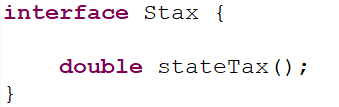 interface Stax {
double stateTax();
}